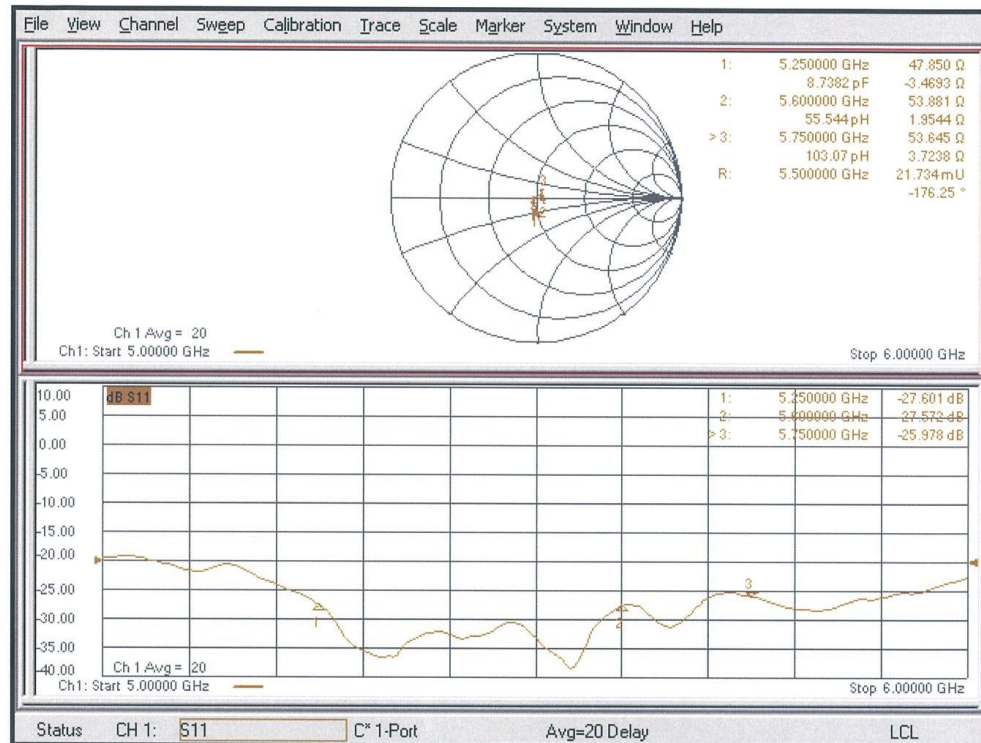 File View Channel Sweep Calibration Trace Scale Marker System Window Help
1: 5.250000 GHz 47.850 Ω
8.7382 pF -3.4693 Ω
2: 5.600000 GHz 53.881 Ω
55.544 pH 1.9544 Ω
> 3: 5.750000 GHz 53.645 Ω
103.07 pH 3.7238 Ω
R: 5.500000 GHz 21.734 mU
-176.25 °
3
Ch 1 Avg = 20
Ch1: Start 5.00000 GHz
Stop 6.00000 GHz
dB S11
1: 5.250000 GHz -27.601 dB
2: 5.600000 GHz -27.572 dB
> 3: 5.750000 GHz -25.978 dB
10.00
5.00
0.00
-5.00
-10.00
-15.00
-20.00
-25.00
-30.00
-35.00
-40.00
1
2
3
Ch 1 Avg = 20
Ch1: Start 5.00000 GHz
Stop 6.00000 GHz
Status CH 1: S11 C* 1-Port Avg=20 Delay LCL